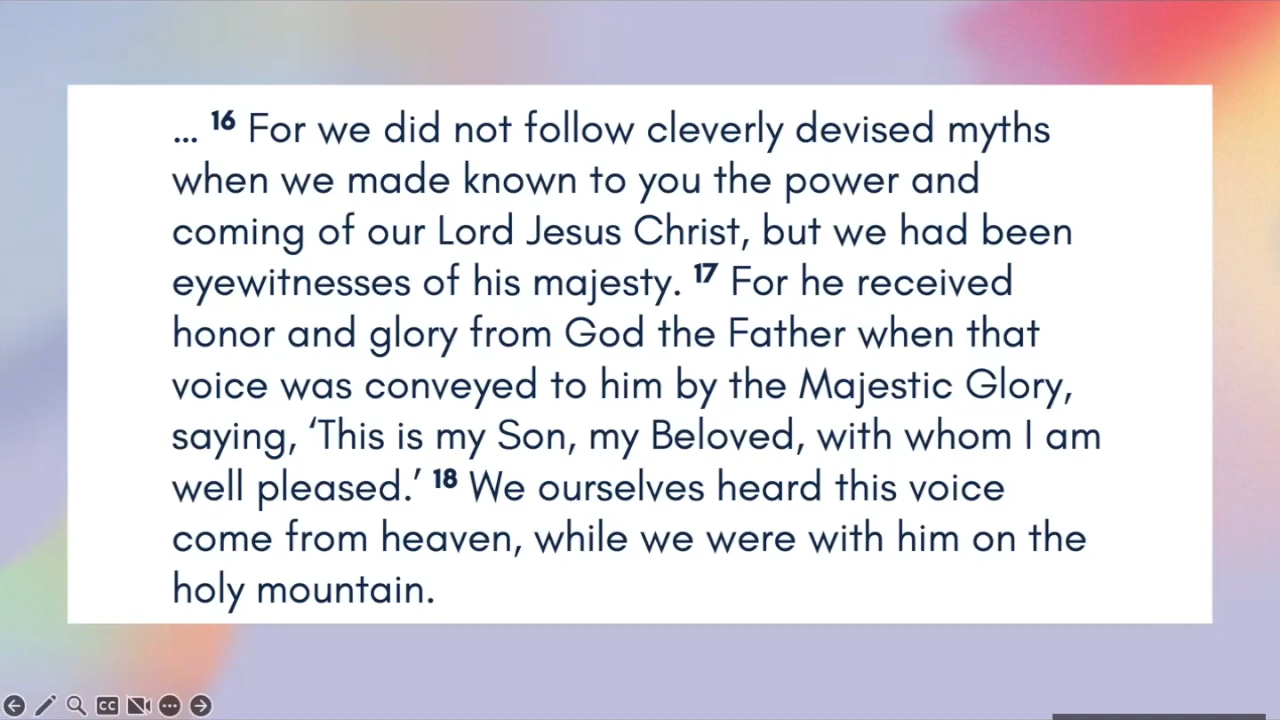 ... 16 For we did not follow cleverly devised myths
when we made known to you the power and
coming of our Lord Jesus Christ, but we had been
eyewitnesses of his majesty. 17 For he received
honor and glory from God the Father when that
voice was conveyed to him by the Majestic Glory,
saying, ‘This is my Son, my Beloved, with whom I am
well pleased.’ 18 We ourselves heard this voice
come from heaven, while we were with him on the
holy mountain.
CC